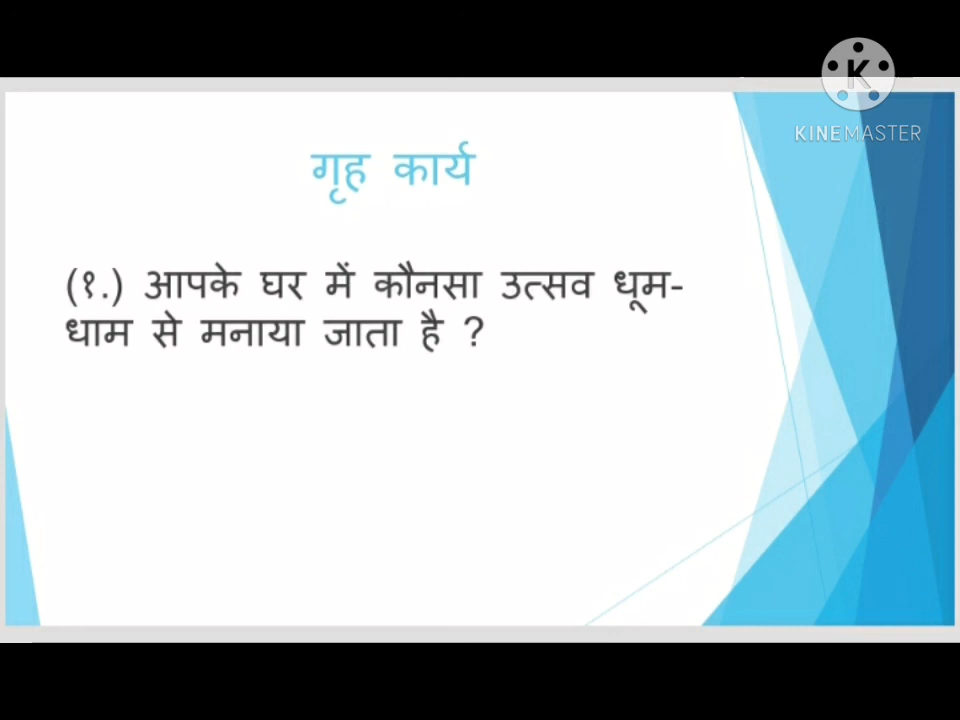 K
KINEMASTER
गृह कार्य
(१.) आपके घर में कौनसा उत्सव धूम-
धाम से मनाया जाता है ?